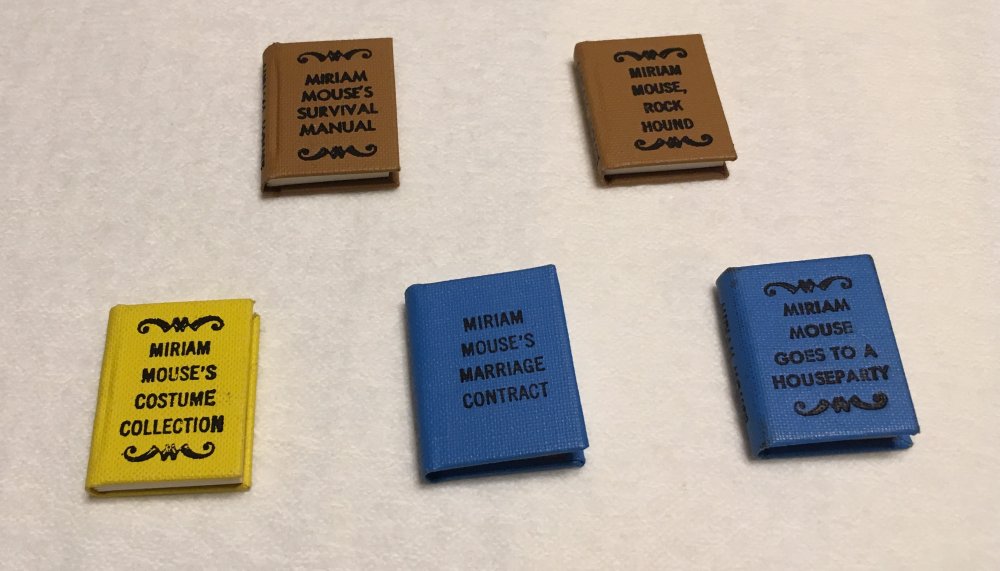 MIRIAM
MOUSE'S
SURVIVAL
MANUAL
MIRIAM
MOUSE,
ROCK
HOUND
MIRIAM
MOUSE'S
COSTUME
COLLECTION
MIRIAM
MOUSE'S
MARRIAGE
CONTRACT
MIRIAM
MOUSE
GOES TO A
HOUSEPARTY